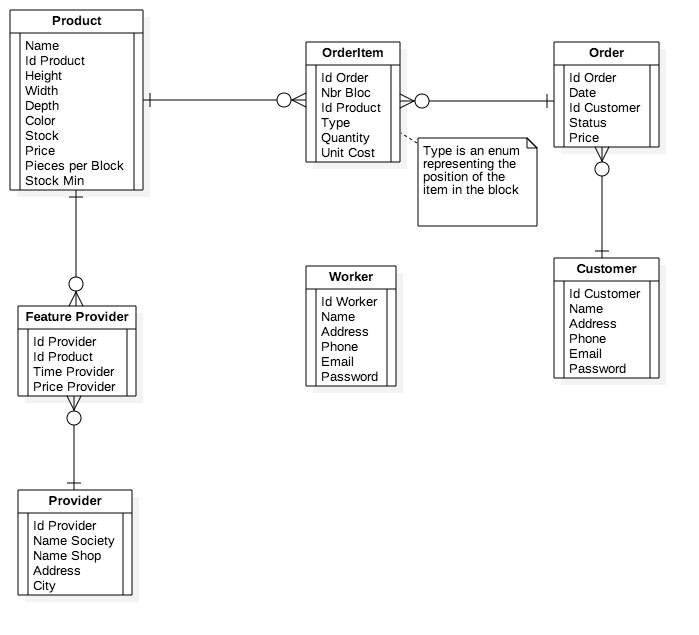 Product
Name
Id Product
Height
Width
Depth
Color
Stock
Price
Pieces per Block
Stock Min
OrderItem
Id Order
Nbr Bloc
Id Product
Type
Quantity
Unit Cost
Order
Id Order
Date
Id Customer
Status
Price
Type is an enum
representing the
position of the
item in the block
Worker
Id Worker
Name
Address
Phone
Email
Password
Customer
Id Customer
Name
Address
Phone
Email
Password
Feature Provider
Id Provider
Id Product
Time Provider
Price Provider
Provider
Id Provider
Name Society
Name Shop
Address
City